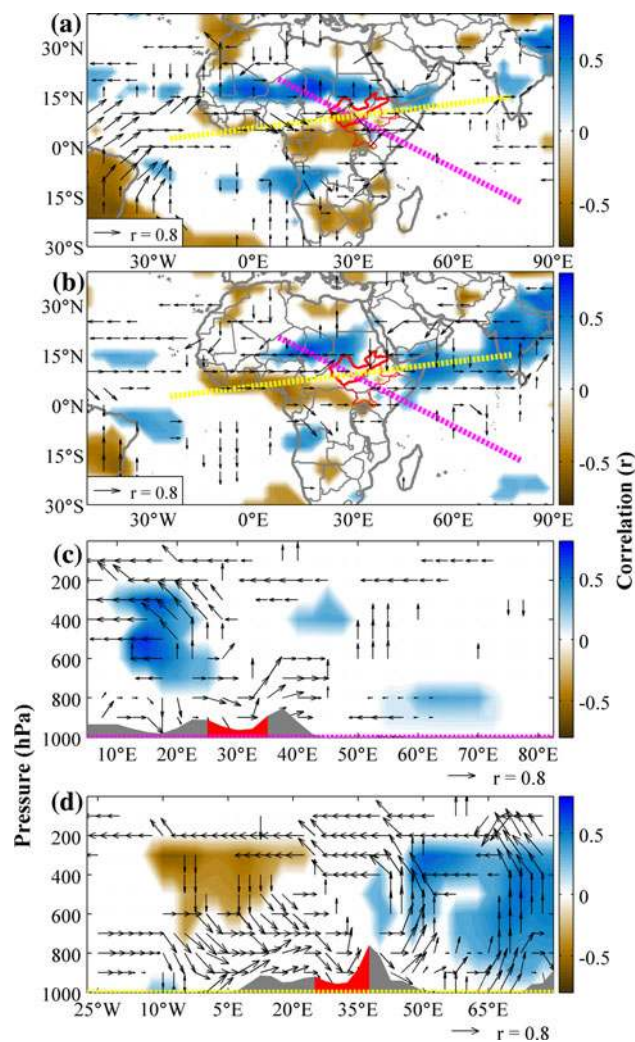 (a)
30°N
15°N
0°N
15°S
30°S
r = 0.8
30°W 0°E 30°E 60°E 90°E
0.5
0
-0.5
(b)
30°N
15°N
0°N
15°S
30°S
r = 0.8
30°W 0°E 30°E 60°E 90°E
0.5
0
-0.5
Correlation (r)
(c)
200
400
600
800
1000
10°E 20°E 30°E 40°E 50°E 60°E 70°E 80°E
r = 0.8
0.5
0
-0.5
Pressure (hPa)
(d)
200
400
600
800
1000
25°W 10°W 5°E 20°E 35°E 50°E 65°E
r = 0.8
0.5
0
-0.5